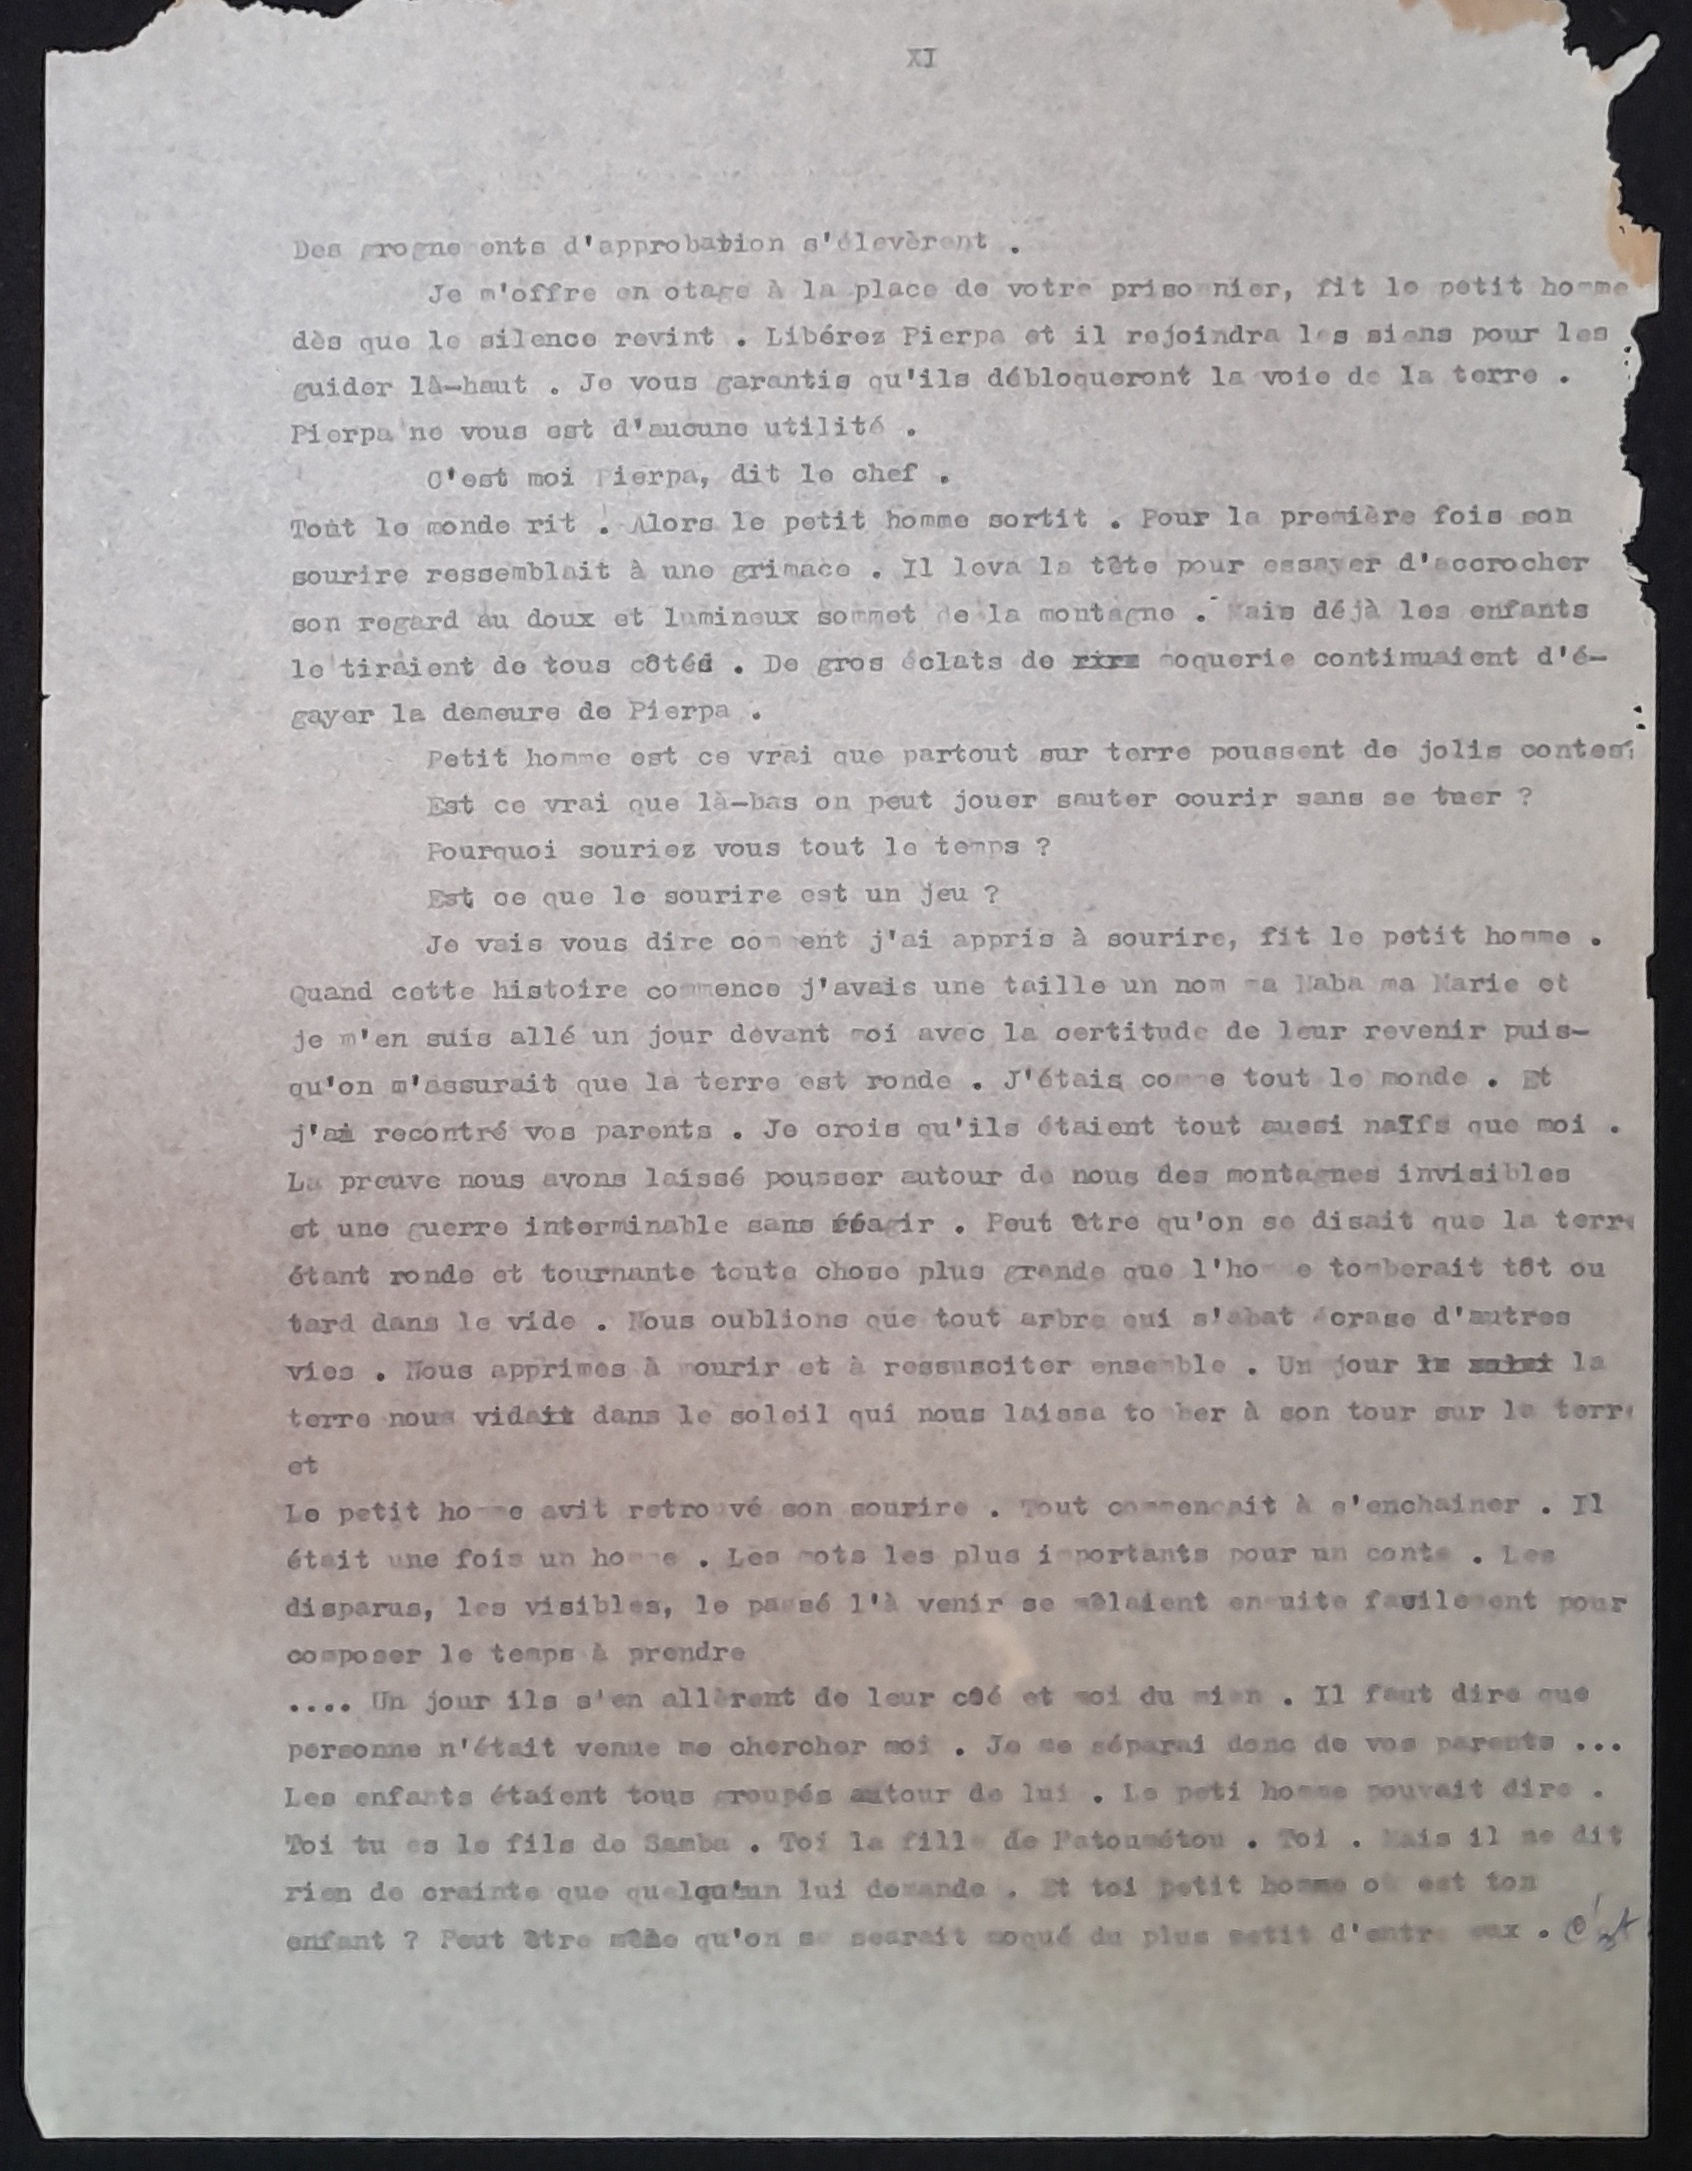 XI
Des grognements d'approbation s'élevèrent .
Je m'offre en otage à la place de votre prisonnier, fit le petit homme
dès que le silence revint . Libérez Pierpa et il rejoindra les siens pour les
guider là-haut . Je vous garantis qu'ils débloqueront la voie de la terre .
Pierpa ne vous est d'aucune utilité .
C'est moi Pierpa, dit le chef .
Tout le monde rit . Alors le petit homme sortit . Pour la première fois son
sourire ressemblait à une grimace . Il leva la tête pour essayer d'accrocher
son regard au doux et lumineux sommet de la montagne . Mais déjà les enfants
le tiraient de tous côtés . De gros éclats de rire moquerie continuaient d'é-
gayer la demeure de Pierpa .
Petit homme est ce vrai que partout sur terre poussent de jolis contes
Est ce vrai que là-bas on peut jouer sauter courir sans se tuer ?
Pourquoi souriez vous tout le temps ?
Est ce que le sourire est un jeu ?
Je vais vous dire comment j'ai appris à sourire, fit le petit homme .
Quand cette histoire commence j'avais une taille un nom ma Naba ma Marie et
je m'en suis allé un jour devant moi avec la certitude de leur revenir puis-
qu'on m'assurait que la terre est ronde . J'étais comme tout le monde . Et
j'ai recontré vos parents . Je crois qu'ils étaient tout aussi naïfs que moi .
La preuve nous avons laissé pousser autour de nous des montagnes invisibles
et une guerre interminable sans réagir . Peut être qu'on se disait que la terre
étant ronde et tournante toute chose plus grande que l'homme tomberait tôt ou
tard dans le vide . Nous oublions que tout arbre qui s'abat écrase d'autres
vies . Nous apprîmes à mourir et à ressusciter ensemble . Un jour la
terre nous vidait dans le soleil qui nous laissa tomber à son tour sur la terre
et
Le petit homme avit retrouvé son sourire . Tout commençait à s'enchainer . Il
était une fois un homme . Les mots les plus importants pour un conte . Les
disparus, les visibles, le passé l'à venir se mêlaient ensuite facilement pour
composer le temps à prendre
.... Un jour ils s'en allèrent de leur côé et moi du mien . Il faut dire que
personne n'était venue me chercher moi . Je me séparai donc de vos parents ...
Les enfants étaient tous groupés autour de lui . Le peti homme pouvait dire .
Toi tu es le fils de Samba . Toi la fille de Fatoumétou . Toi . Mais il ne dit
rien de crainte que quelqu'un lui demande . Et toi petit homme où est ton
enfant ? Peut être même qu'on se searait moqué du plus petit d'entre eux . C'est